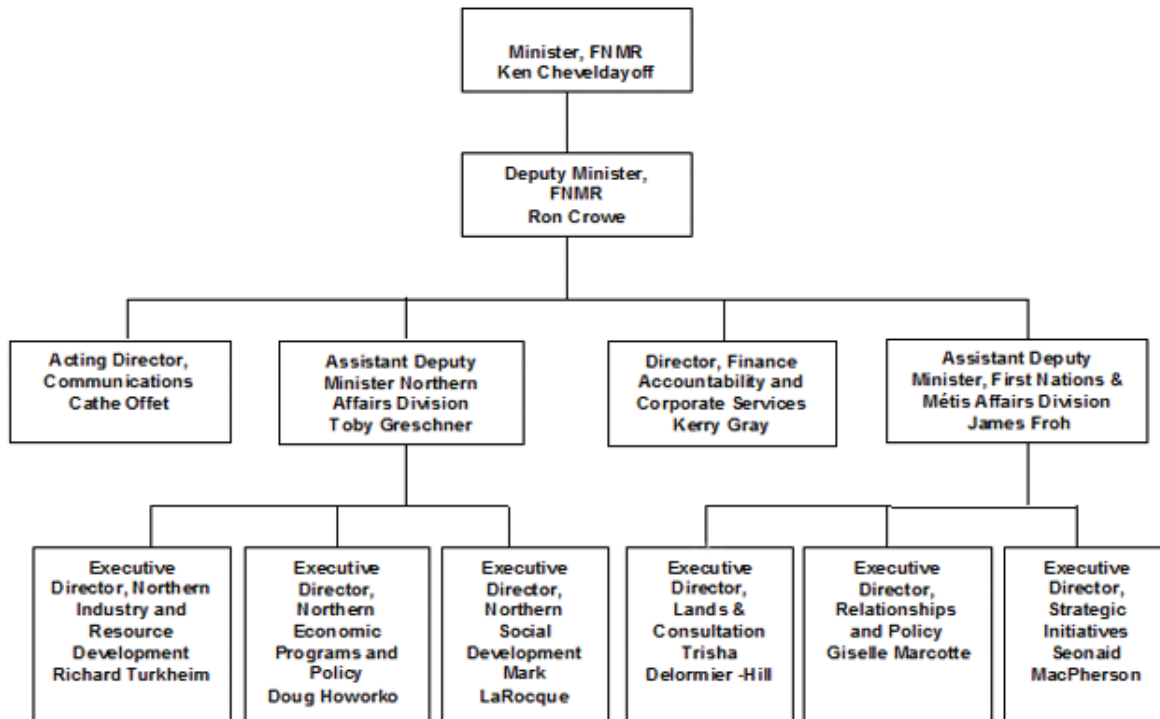 Minister, FNMR
Ken Cheveldayoff
Deputy Minister,
FNMR
Ron Crowe
Acting Director,
Communications
Cathe Offet
Assistant Deputy
Minister Northern
Affairs Division
Toby Greschner
Director, Finance
Accountability and
Corporate Services
Kerry Gray
Assistant Deputy
Minister, First Nations &
Métis Affairs Division
James Froh
Executive
Director, Northern
Industry and
Resource
Development
Richard Turkheim
Executive
Director,
Northern
Economic
Programs and
Policy
Doug Howorko
Executive
Director,
Northern
Social
Development
Mark
LaRocque
Executive
Director,
Lands &
Consultation
Trisha
Delormier -Hill
Executive
Director,
Relationships
and Policy
Giselle Marcotte
Executive
Director,
Strategic
Initiatives
Seonaid
MacPherson